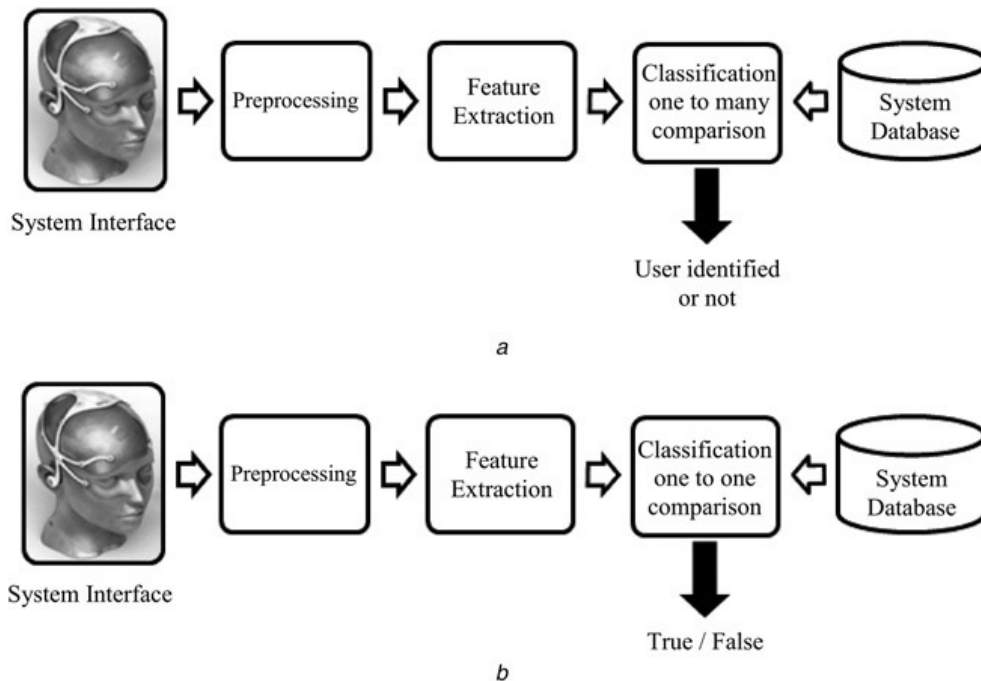 System Interface
Preprocessing
Feature
Extraction
Classification
one to many
comparison
System
Database
User identified
or not
a
System Interface
Preprocessing
Feature
Extraction
Classification
one to one
comparison
System
Database
True / False
b